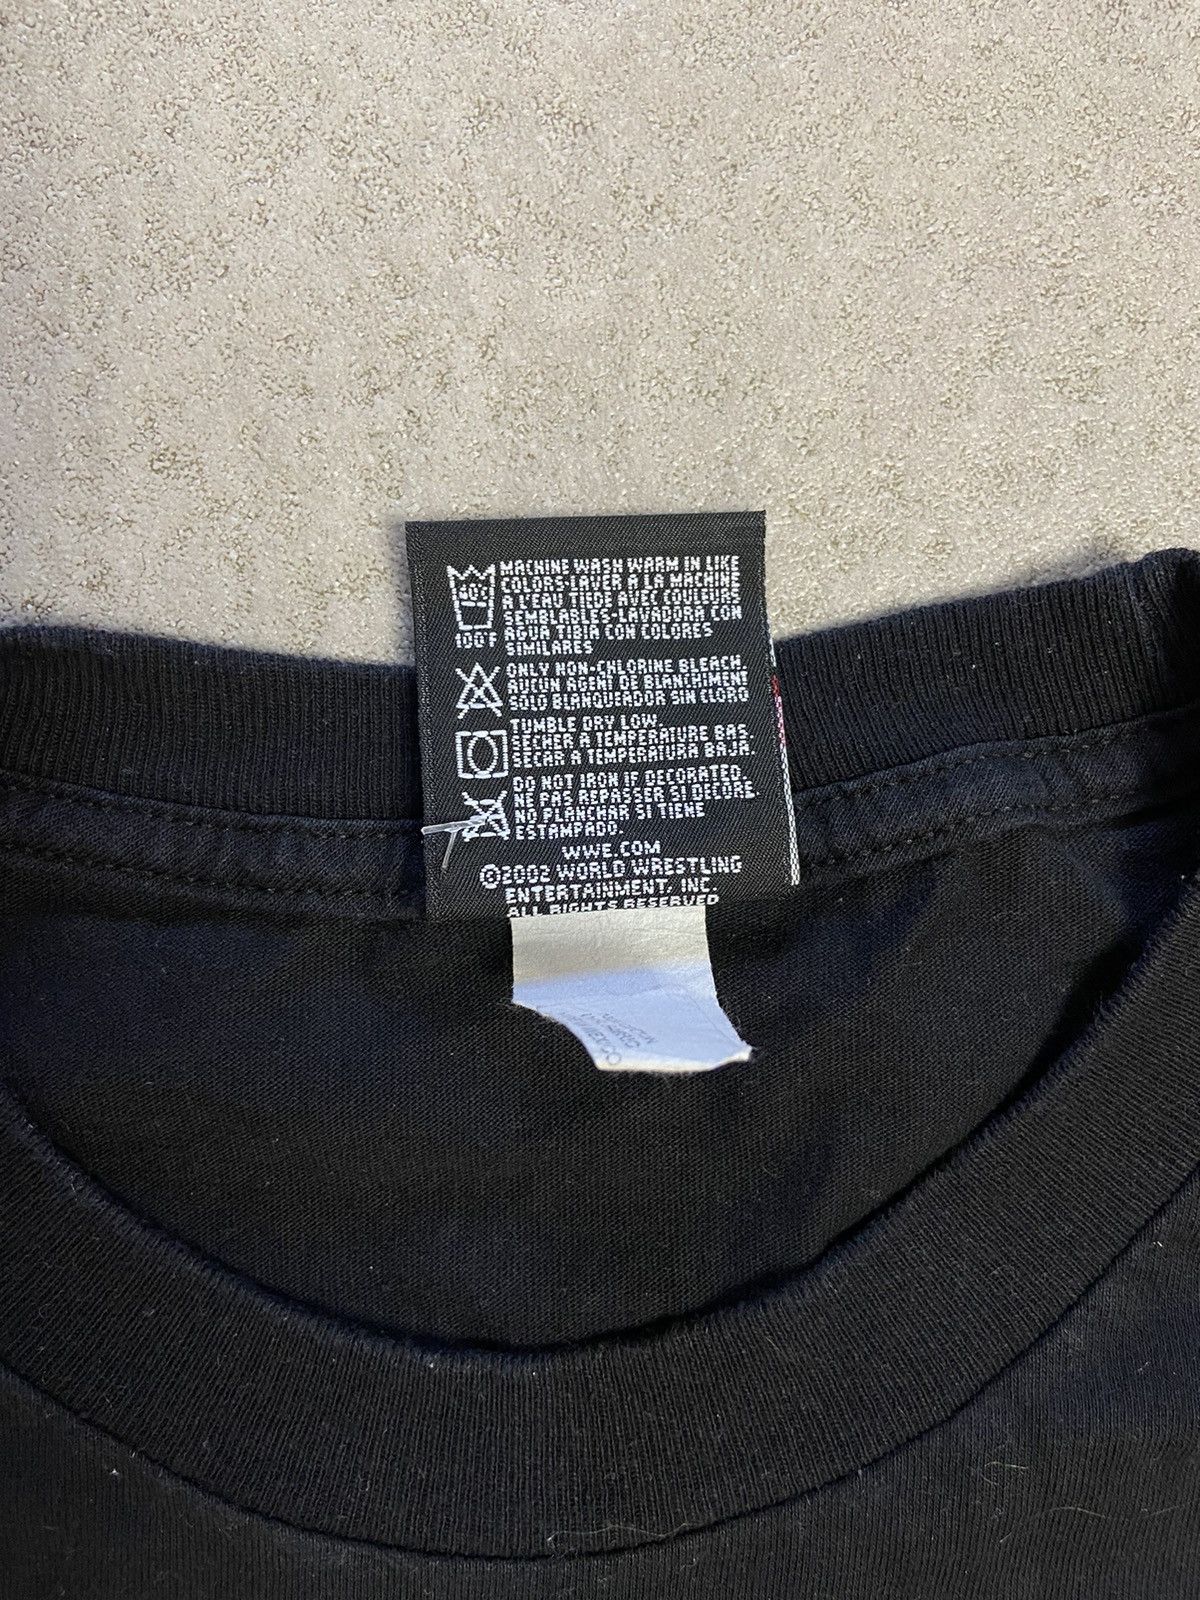 MACHINE WASH WARM IN LIKE
COLORS-LAVER A LA MACHINE
A L'EAU TIEDE AVEC COULEURS
SEMBLABLES-LAVADORA CON
AGUA TIBIA CON COLORES
SIMILARES
100°F
ONLY NON-CHLORINE BLEACH.
AUCUN AGENT DE BLANCHIMENT
SOLO BLANQUEADOR SIN CLORO
TUMBLE DRY LOW.
SECHER A TEMPERATURE BAS.
SECAR A TEMPERATURA BAJA.
DO NOT IRON IF DECORATED.
NE PAS REPASSER SI DECORE.
NO PLANCHAR SI TIENE
ESTAMPADO.
WWE.COM
©2002 WORLD WRESTLING
ENTERTAINMENT, INC.
ALL RIGHTS RESERVED